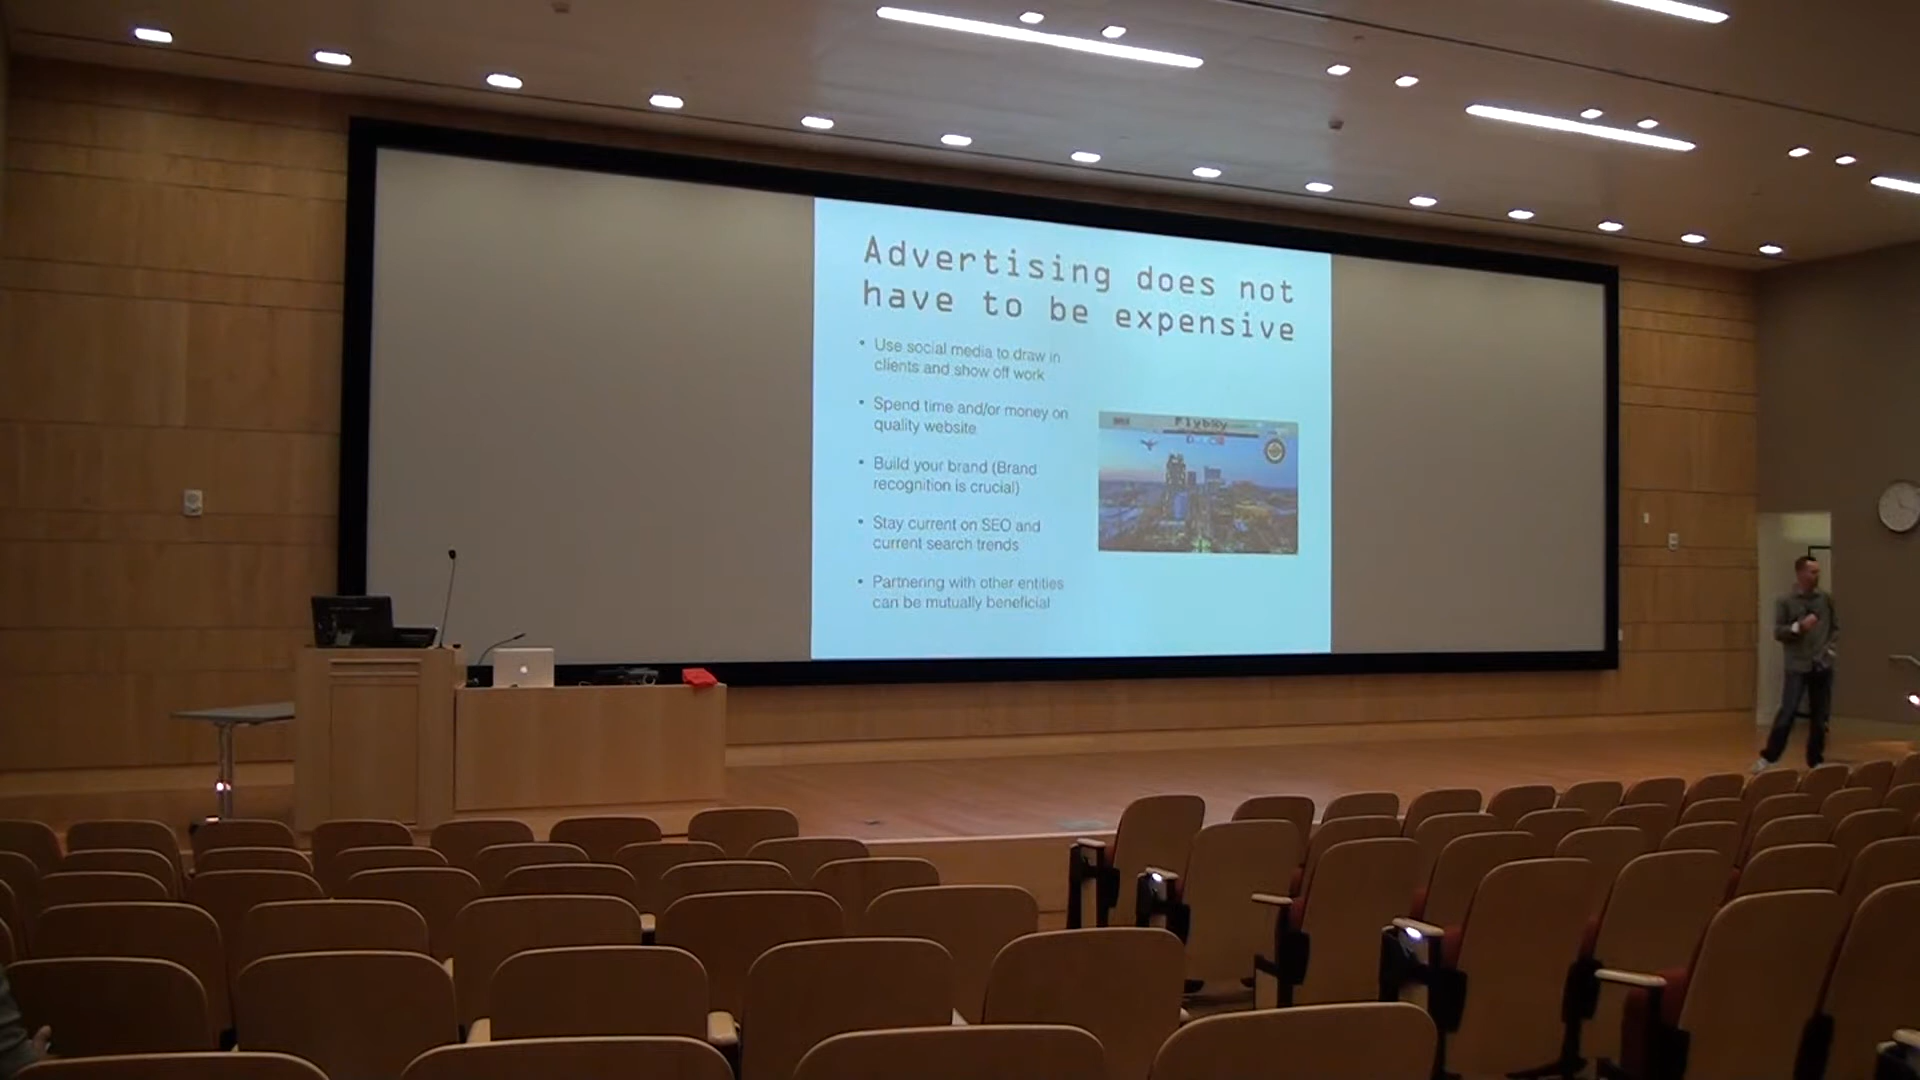 Advertising does not
have to be expensive
• Use social media to draw in
clients and show off work
• Spend time and/or money on
quality website
• Build your brand (Brand
recognition is crucial)
• Stay current on SEO and
current search trends
• Partnering with other entities
can be mutually beneficial